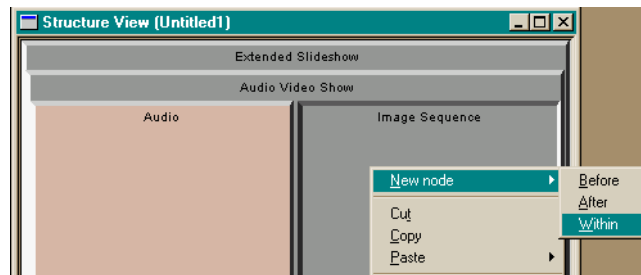 Structure View (Untitled1)
Extended Slideshow
Audio Video Show
Audio
Image Sequence
New node
Before
After
Within
Cut
Copy
Paste